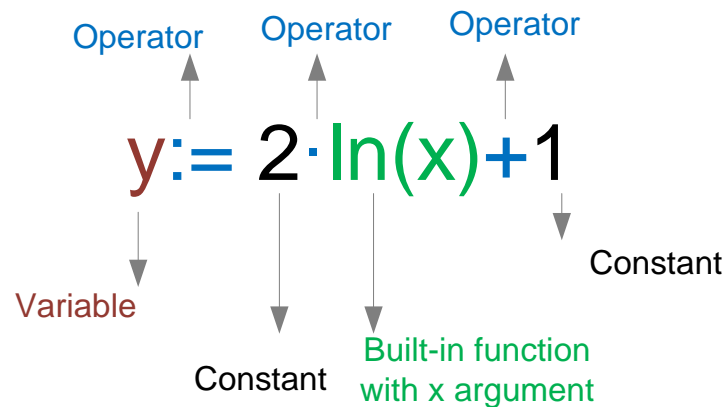 Operator Operator Operator
y:= 2·ln(x)+1
Constant
Variable
Built-in function
Constant with x argument